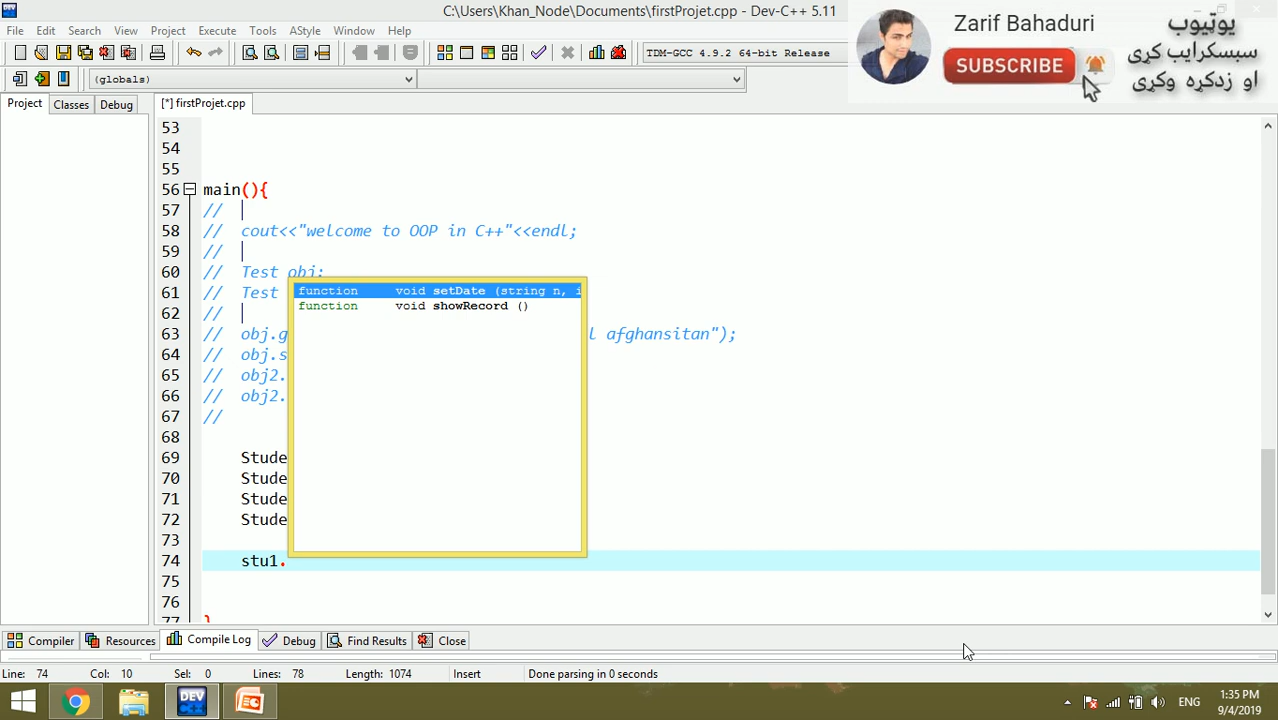 C:\Users\Khan_Node\Documents\firstProjet.cpp - Dev-C++ 5.11
File Edit Search View Project Execute Tools AStyle Window Help
TDM-GCC 4.9.2 64-bit Release
(globals)
Project Classes Debug
[*] firstProjet.cpp
Zarif Bahaduri
SUBSCRIBE
یوټیوب
سبسکرایب کړی
او زدکړه وکړی
53
54
55
56 main(){
57 //
58 // cout<<"welcome to OOP in C++"<<endl;
59 //
60 // Test obj;
61 // Test
62 //
63 // obj.g l afghansitan");
64 // obj.s
65 // obj2.
66 // obj2.
67 //
68
69 Stude
70 Stude
71 Stude
72 Stude
73
74 stu1.
75
76
77 }
function void setDate (string n, i
function void showRecord ()
Compiler Resources Compile Log Debug Find Results Close
Line: 74 Col: 10 Sel: 0 Lines: 78 Length: 1074 Insert Done parsing in 0 seconds
DEV C++
ENG
1:35 PM
9/4/2019